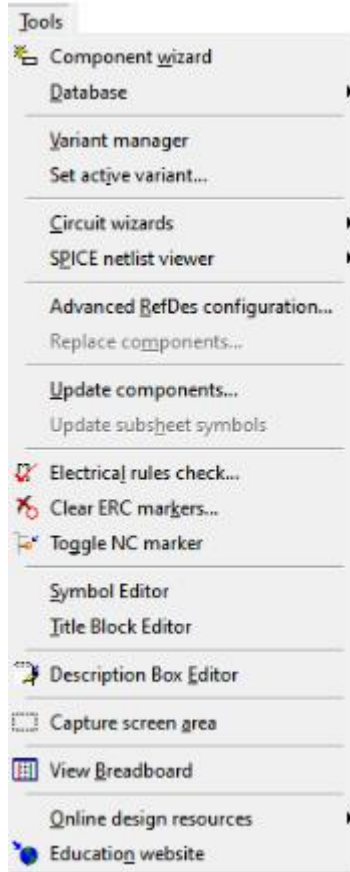 Tools
Component wizard
Database
Variant manager
Set active variant...
Circuit wizards
SPICE netlist viewer
Advanced RefDes configuration...
Replace components...
Update components...
Update subsheet symbols
Electrical rules check...
Clear ERC markers...
Toggle NC marker
Symbol Editor
Title Block Editor
Description Box Editor
Capture screen area
View Breadboard
Online design resources
Education website